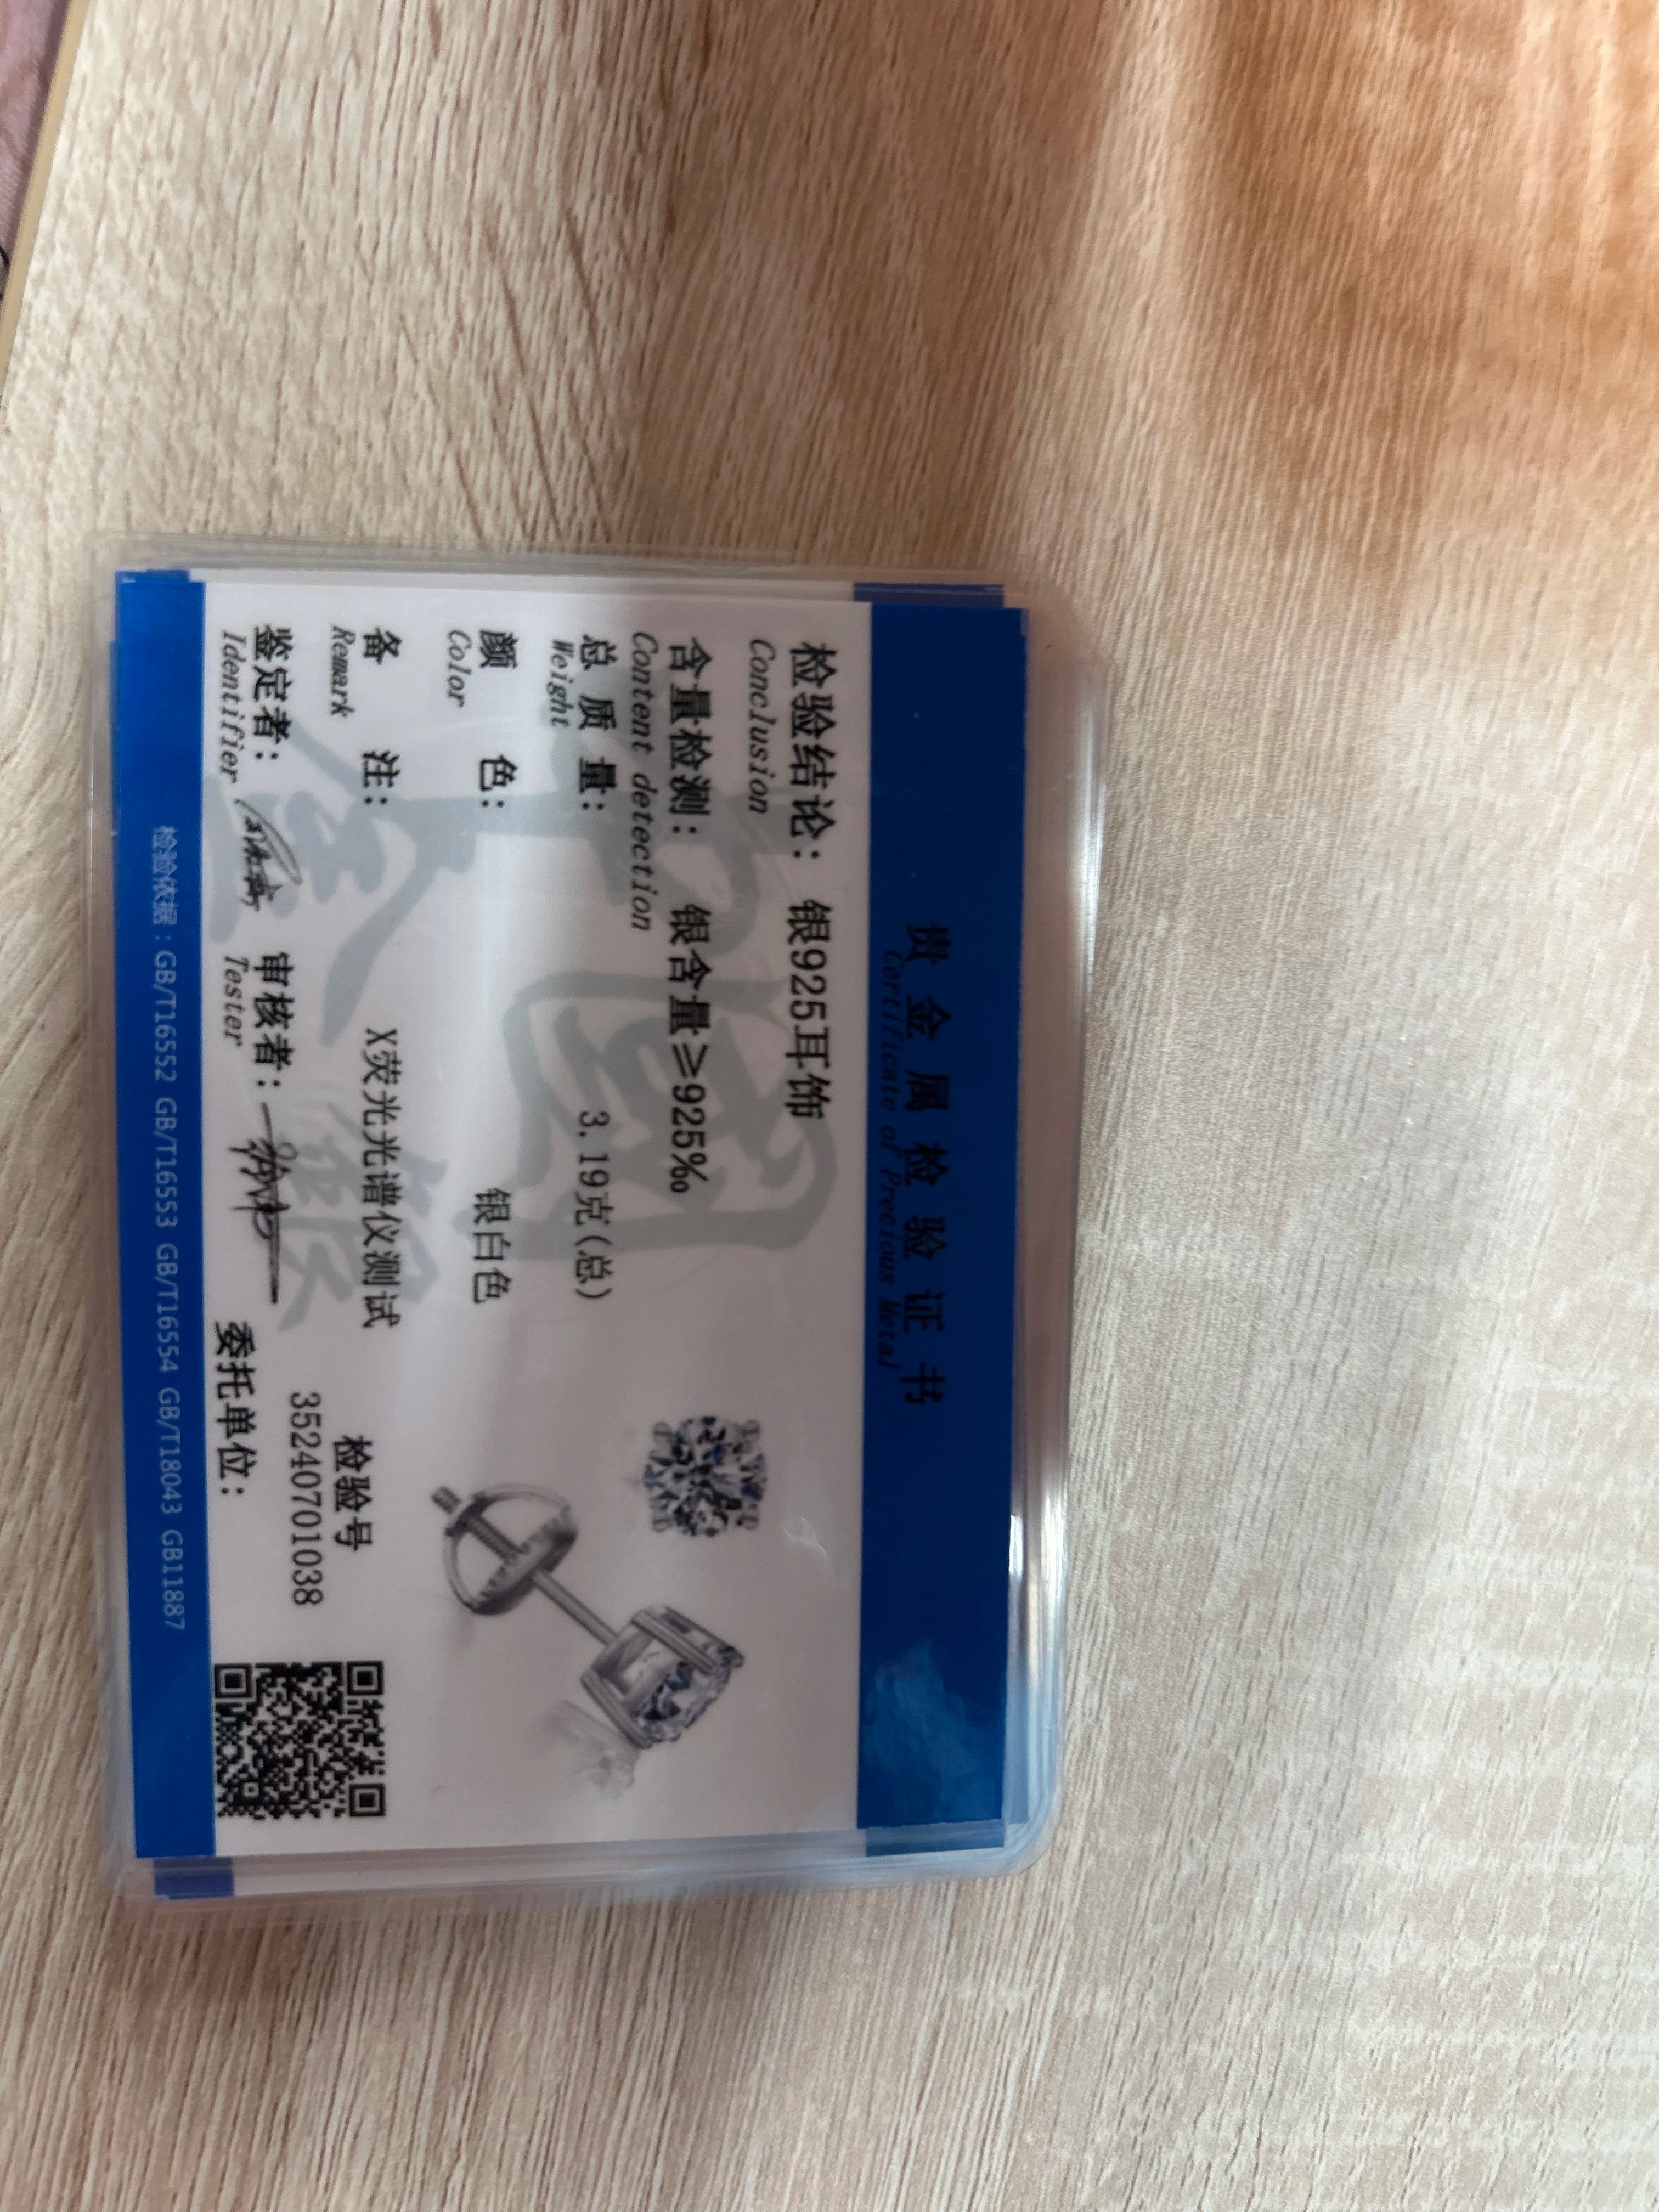 贵金属检验证书
Certificate of Precious Metal
检验结论： 银925耳饰
Conclusion
含量检测： 银含量≥925‰
Content detection
总质量： 3.19克(总)
Weight
颜色： 银白色
Color
备注： X荧光光谱仪测试
Remark
检验号
35240701038
鉴定者： 审核者：
Identifier Tester
委托单位：
检验依据：GB/T16552 GB/T16553 GB/T16554 GB/T18043 GB11887